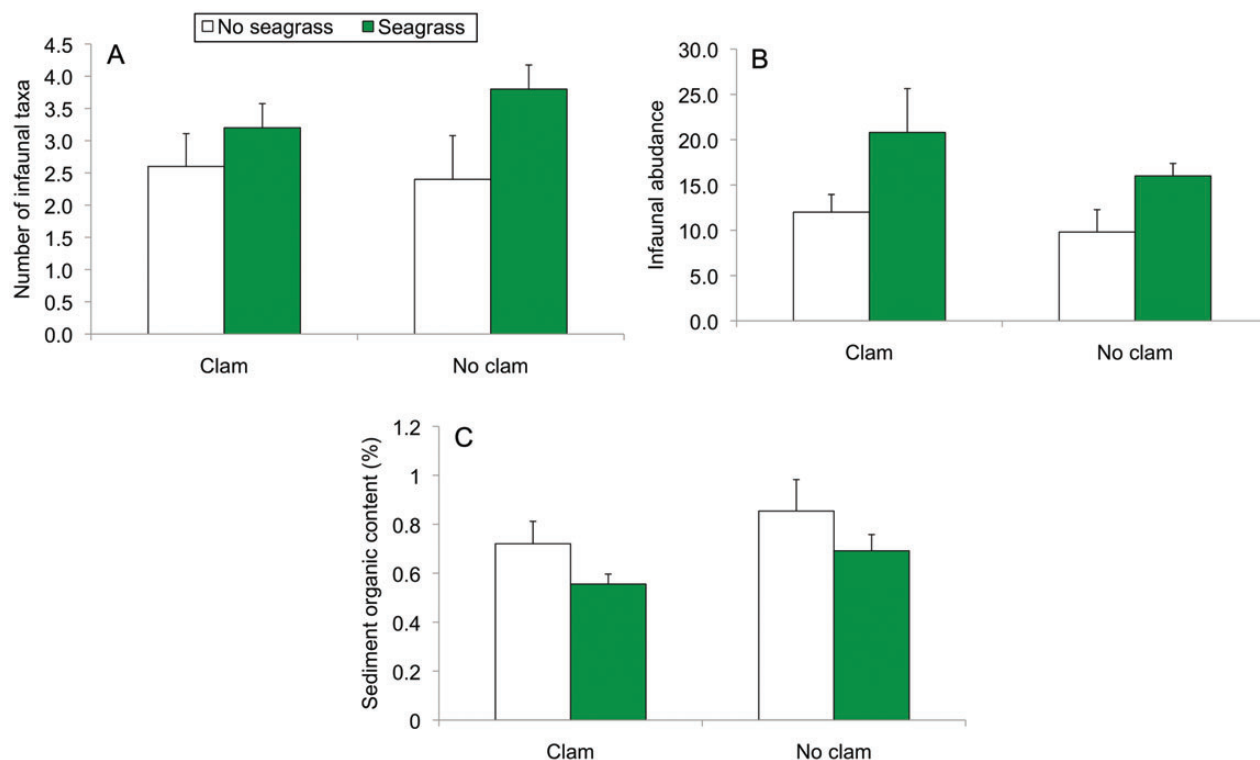 No seagrass Seagrass
A
Number of infaunal taxa
4.5
4.0
3.5
3.0
2.5
2.0
1.5
1.0
0.5
0.0
Clam No clam
B
Infaunal abudance
30.0
25.0
20.0
15.0
10.0
5.0
0.0
Clam No clam
C
Sediment organic content (%)
1.2
1
0.8
0.6
0.4
0.2
0
Clam No clam